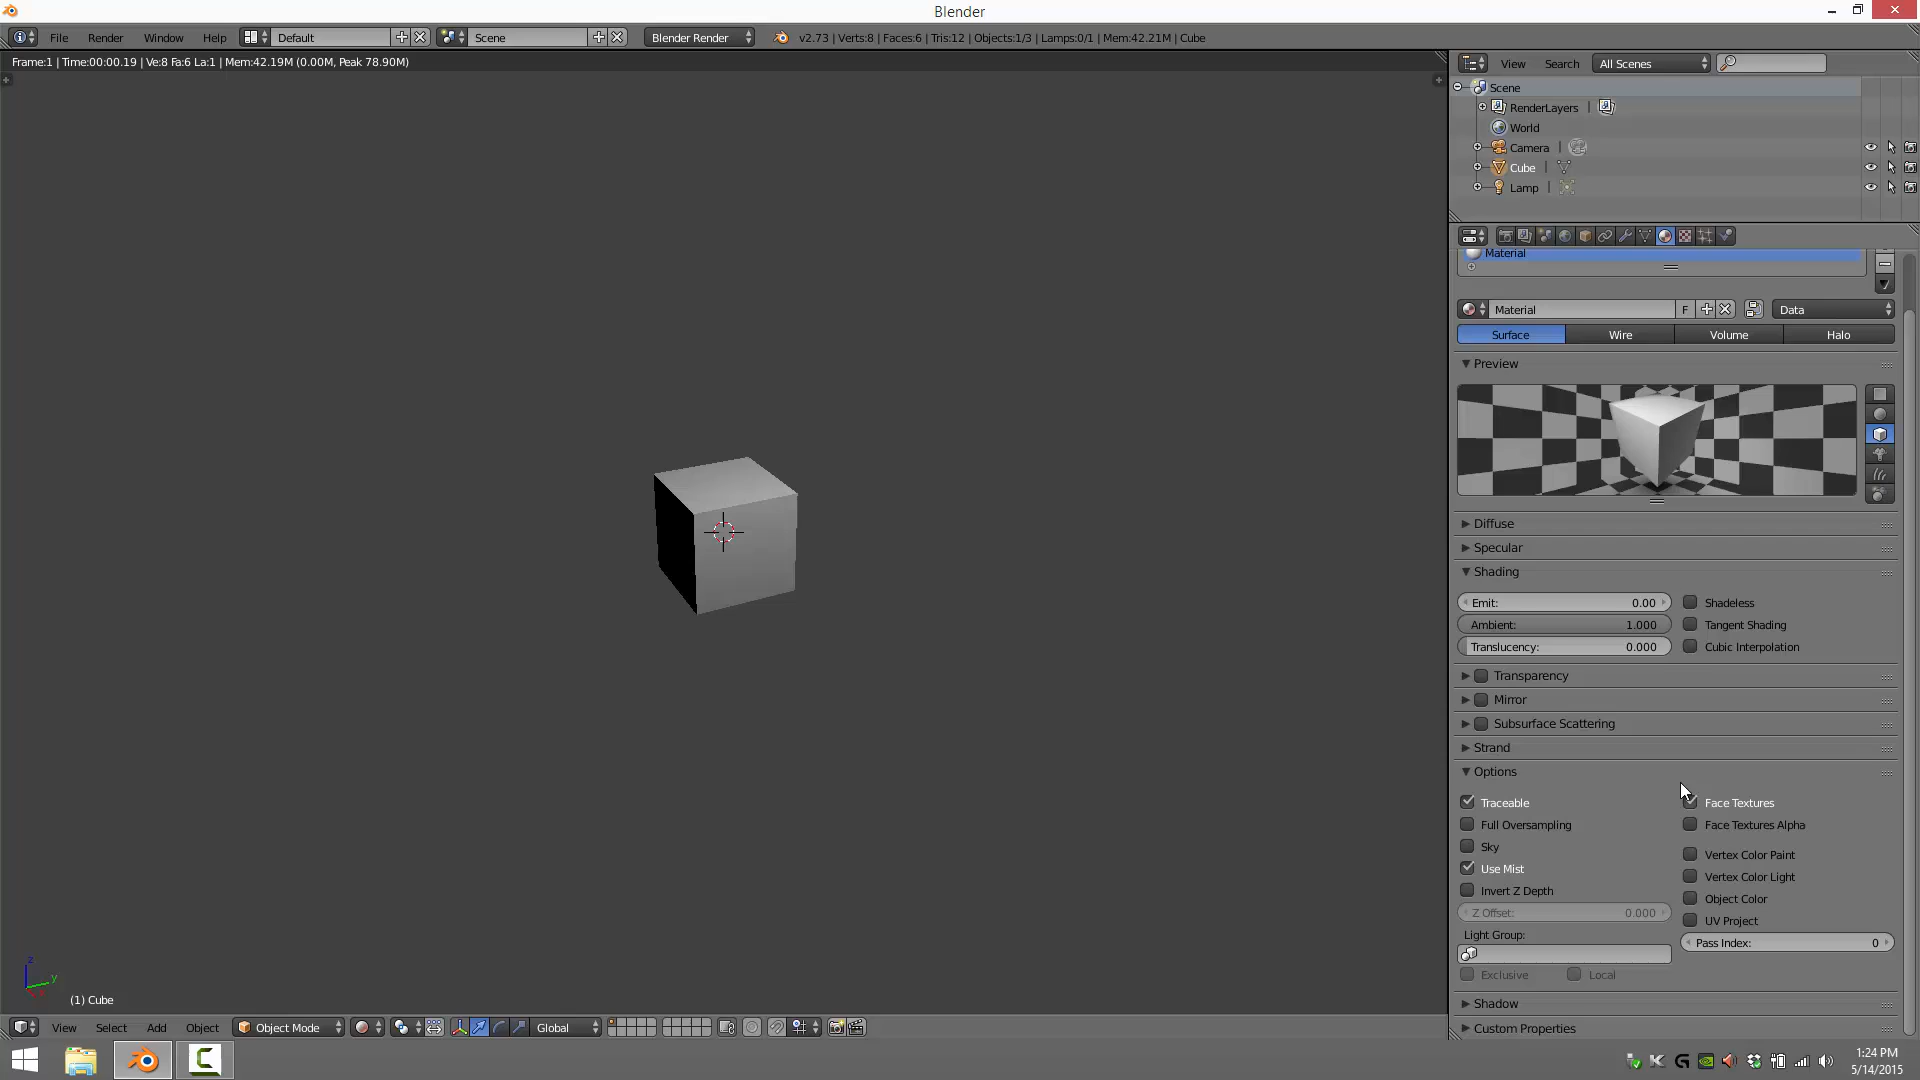 Blender
File Render Window Help Default Scene Blender Render v2.73 | Verts:8 | Faces:6 | Tris:12 | Objects:1/3 | Lamps:0/1 | Mem:42.21M | Cube
Frame:1 | Time:00:00.19 | Ve:8 Fa:6 La:1 | Mem:42.19M (0.00M, Peak 78.90M)
View Search All Scenes
Scene
RenderLayers |
World
Camera |
Cube |
Lamp |
Material
Material F Data
Surface Wire Volume Halo
Preview
Diffuse
Specular
Shading
Emit: 0.00 Shadeless
Ambient: 1.000 Tangent Shading
Translucency: 0.000 Cubic Interpolation
Transparency
Mirror
Subsurface Scattering
Strand
Options
Traceable Face Textures
Full Oversampling Face Textures Alpha
Sky Vertex Color Paint
Use Mist Vertex Color Light
Invert Z Depth Object Color
Z Offset: 0.000 UV Project
Light Group: Pass Index: 0
Exclusive Local
Shadow
Custom Properties
z
y
(1) Cube
View Select Add Object Object Mode Global
1:24 PM
5/14/2015